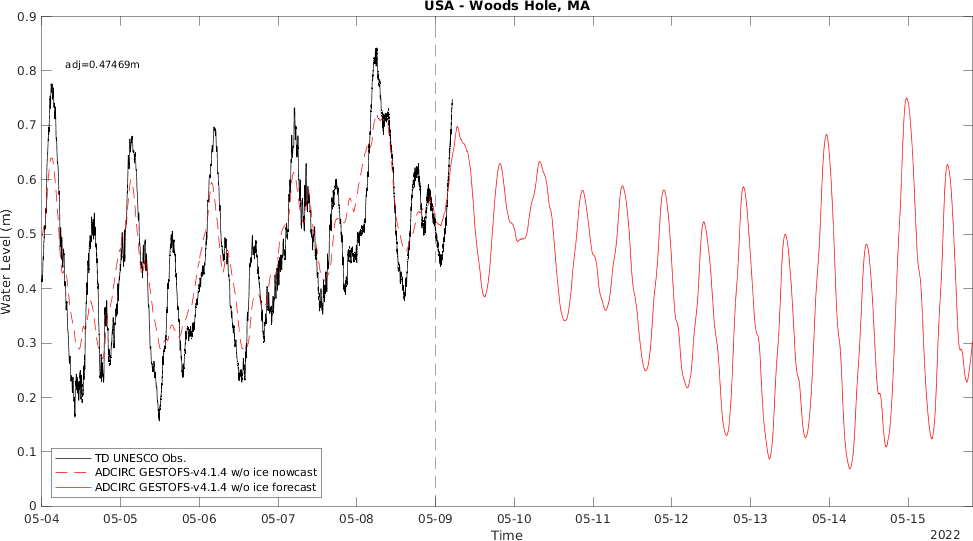 USA - Woods Hole, MA
0.9
0.8
0.7
0.6
0.5
0.4
0.3
0.2
0.1
0
Water Level (m)
adj=0.47469m
TD UNESCO Obs.
ADCIRC GESTOFS-v4.1.4 w/o ice nowcast
ADCIRC GESTOFS-v4.1.4 w/o ice forecast
05-04 05-05 05-06 05-07 05-08 05-09 05-10 05-11 05-12 05-13 05-14 05-15
Time
2022